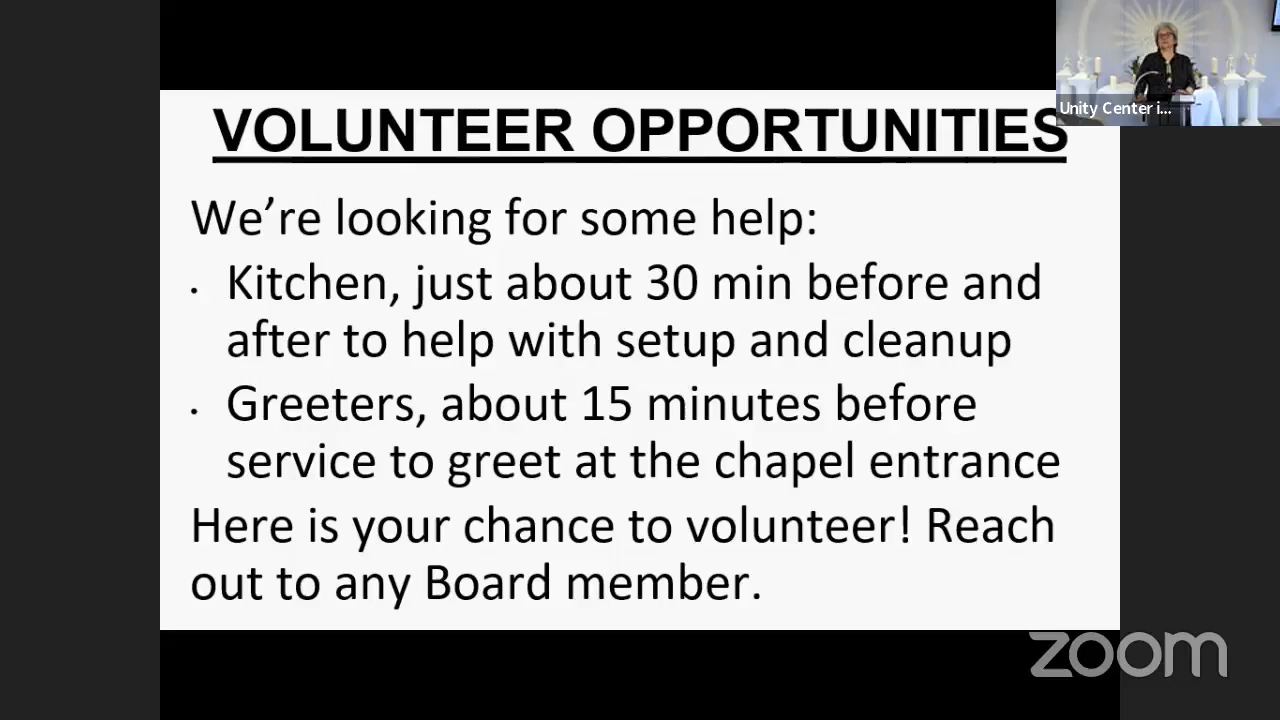 VOLUNTEER OPPORTUNITIES
Unity Center i...
We’re looking for some help:
• Kitchen, just about 30 min before and
after to help with setup and cleanup
• Greeters, about 15 minutes before
service to greet at the chapel entrance
Here is your chance to volunteer! Reach
out to any Board member.
zoom